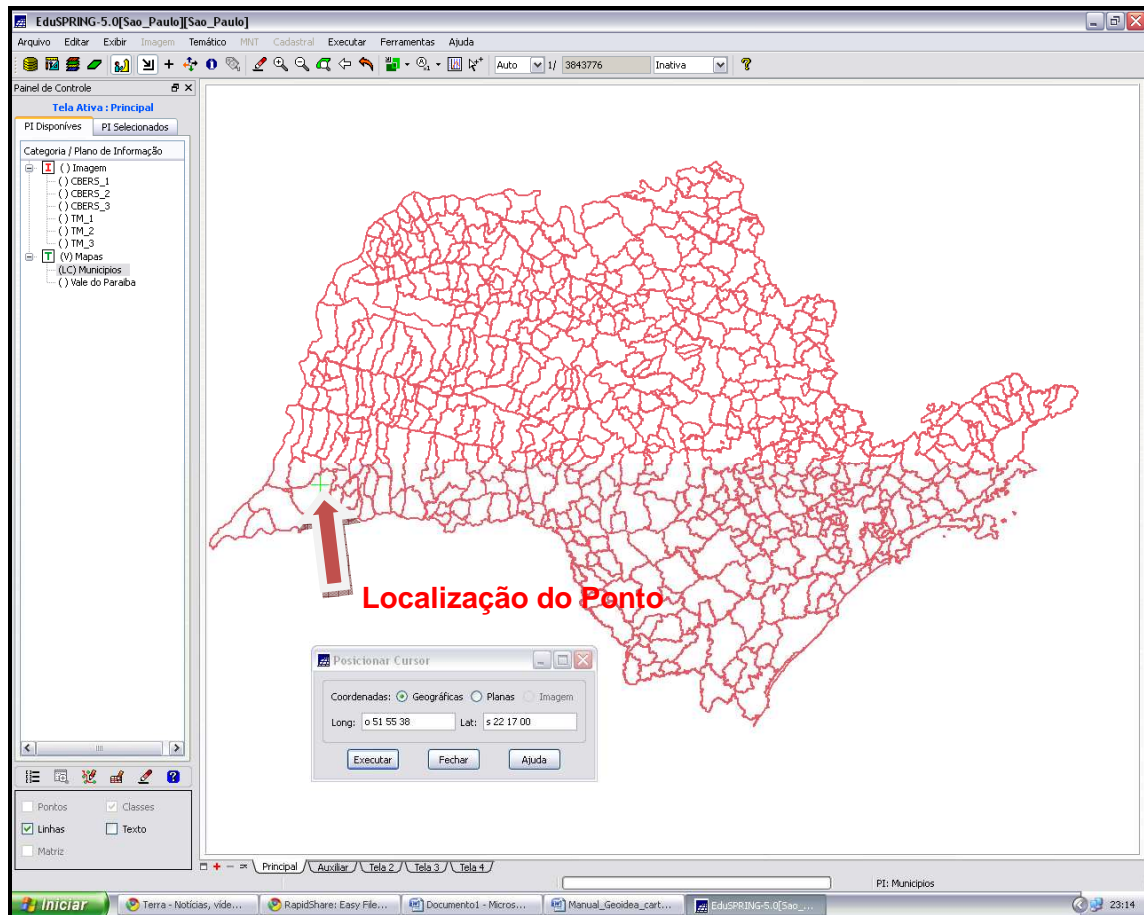 EduSPRING-5.0[Sao_Paulo][Sao_Paulo]
Arquivo Editar Exibir Imagem Temático MNT Cadastral Executar Ferramentas Ajuda
Auto 1/ 3843776 Inativa
Painel de Controle
Tela Ativa : Principal
PI Disponíves PI Selecionados
Categoria / Plano de Informação
( ) Imagem
( ) CBERS_1
( ) CBERS_2
( ) CBERS_3
( ) TM_1
( ) TM_2
( ) TM_3
(V) Mapas
(LC) Municipios
( ) Vale do Paraiba
Localização do Ponto
Posicionar Cursor
Coordenadas: Geográficas Planas Imagem
Long: o 51 55 38 Lat: s 22 17 00
Executar Fechar Ajuda
Pontos Classes
Linhas Texto
Matriz
Principal Auxiliar Tela 2 Tela 3 Tela 4
PI: Municipios
Iniciar Terra - Notícias, víde... RapidShare: Easy File... Documento1 - Micros... Manual_Geoidea_cart... EduSPRING-5.0[Sao_... 23:14